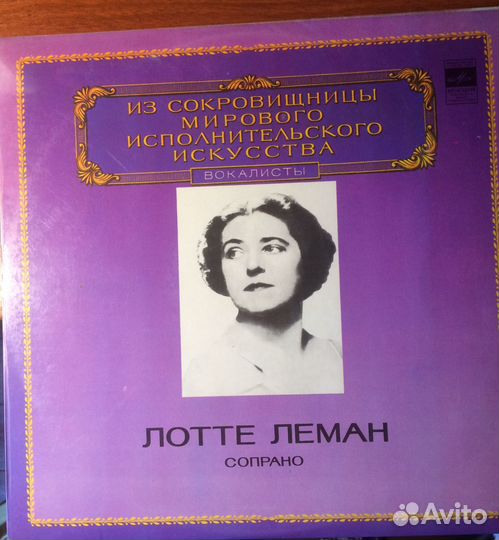 ИЗ СОКРОВИЩНИЦЫ
МИРОВОГО
ИСПОЛНИТЕЛЬСКОГО
ИСКУССТВА
ВОКАЛИСТЫ
ЛОТТЕ ЛЕМАН
СОПРАНО
Avito